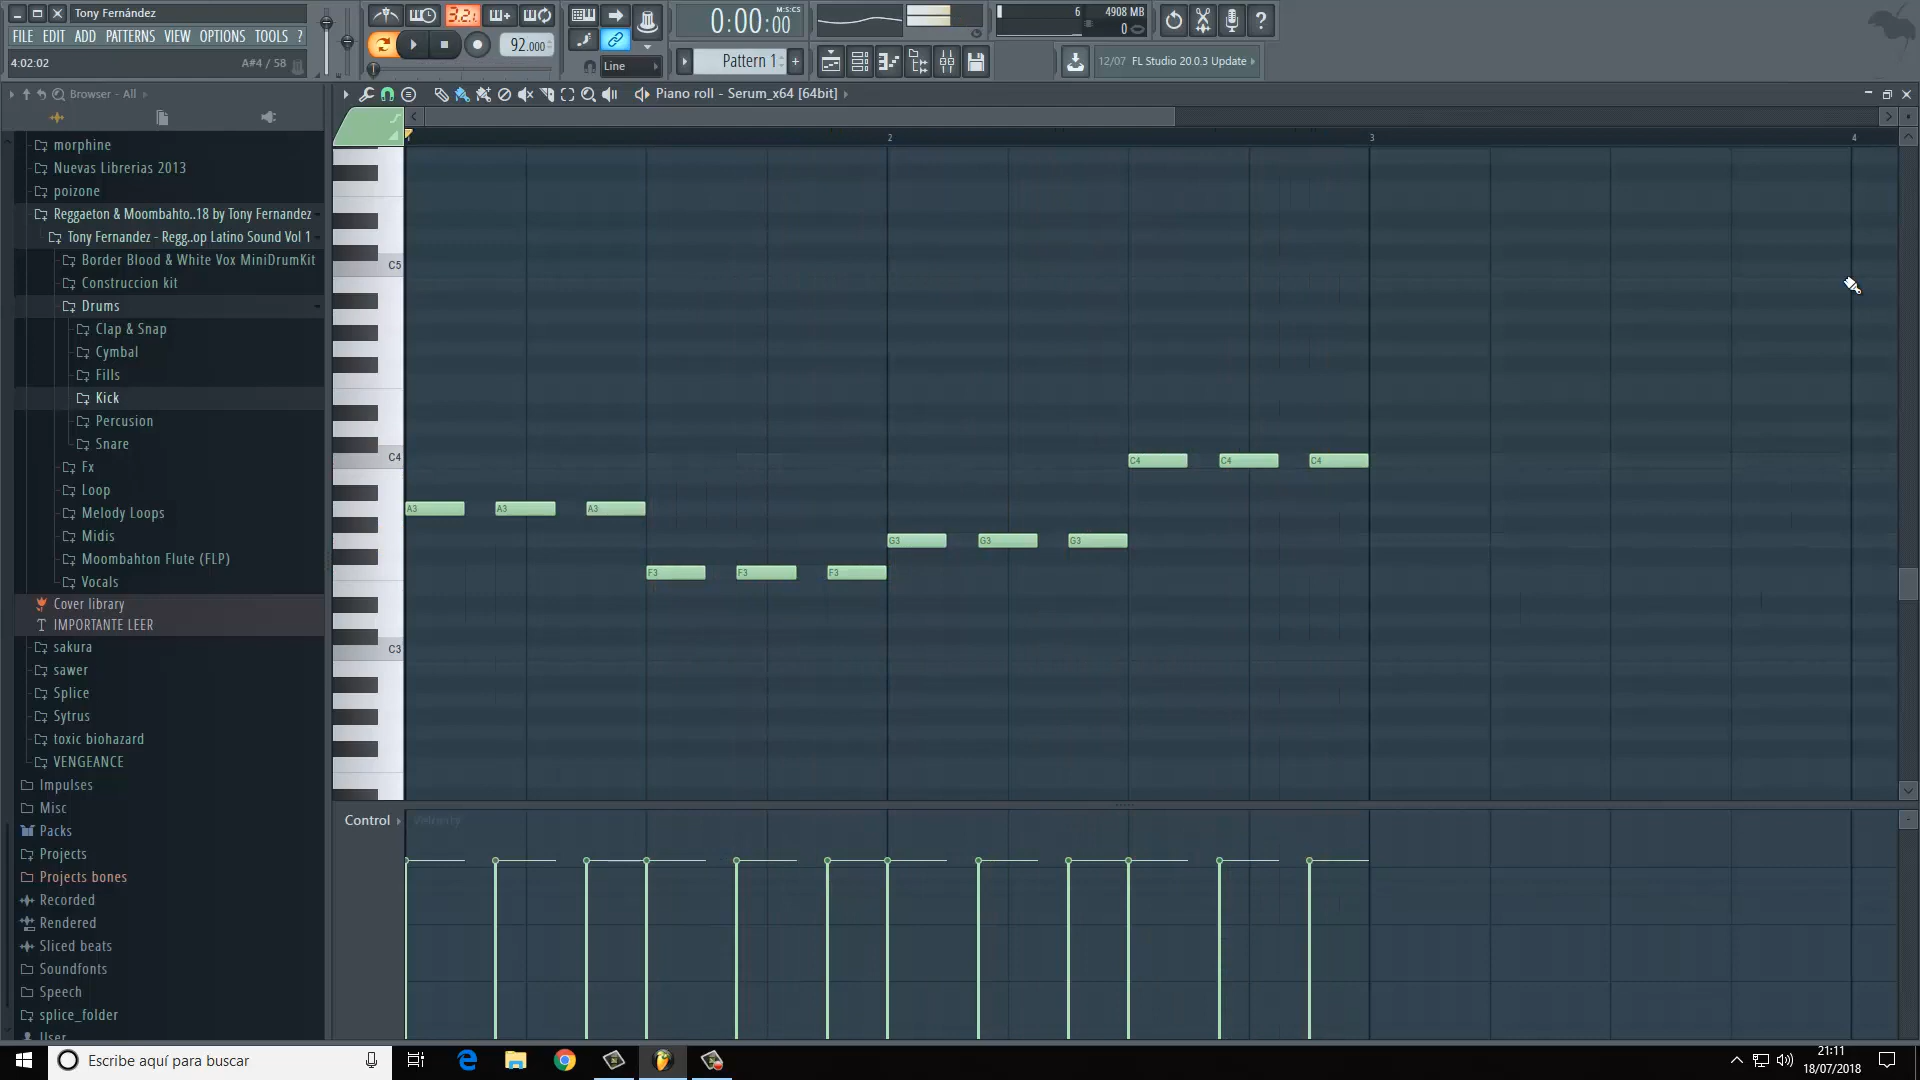 Tony Fernández
FILE EDIT ADD PATTERNS VIEW OPTIONS TOOLS ?
4:02:02 A#4 / 58
3.2.
92.000
Line
0:00:00 M:S:CS
Pattern 1
6 4908 MB
0
12/07 FL Studio 20.0.3 Update
Browser - All
Piano roll - Serum_x64 [64bit]
2 3 4
morphine
Nuevas Librerias 2013
poizone
Reggaeton & Moombahto..18 by Tony Fernandez
Tony Fernandez - Regg..op Latino Sound Vol 1
Border Blood & White Vox MiniDrumKit
Construccion kit
Drums
Clap & Snap
Cymbal
Fills
Kick
Percusion
Snare
Fx
Loop
Melody Loops
Midis
Moombahton Flute (FLP)
Vocals
Cover library
IMPORTANTE LEER
sakura
sawer
Splice
Sytrus
toxic biohazard
VENGEANCE
Impulses
Misc
Packs
Projects
Projects bones
Recorded
Rendered
Sliced beats
Soundfonts
Speech
splice_folder
User
C5
C4
C4 C4 C4
A3 A3 A3
G3 G3 G3
F3 F3 F3
C3
Control
Velocity
Escribe aquí para buscar
21:11
18/07/2018